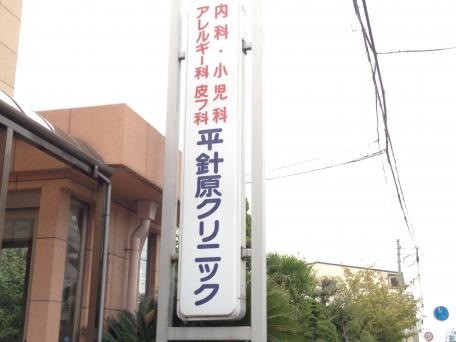 内科・小児科
アレルギー科 皮フ科
平針原クリニック